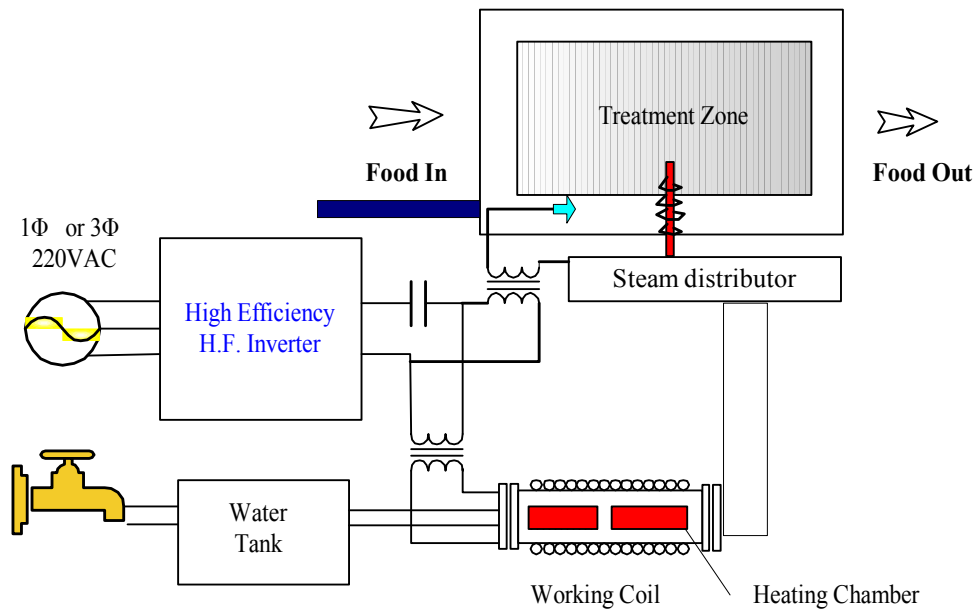 Treatment Zone
Food In
Food Out
1Φ or 3Φ
220VAC
Steam distributor
High Efficiency
H.F. Inverter
Water
Tank
Working Coil
Heating Chamber